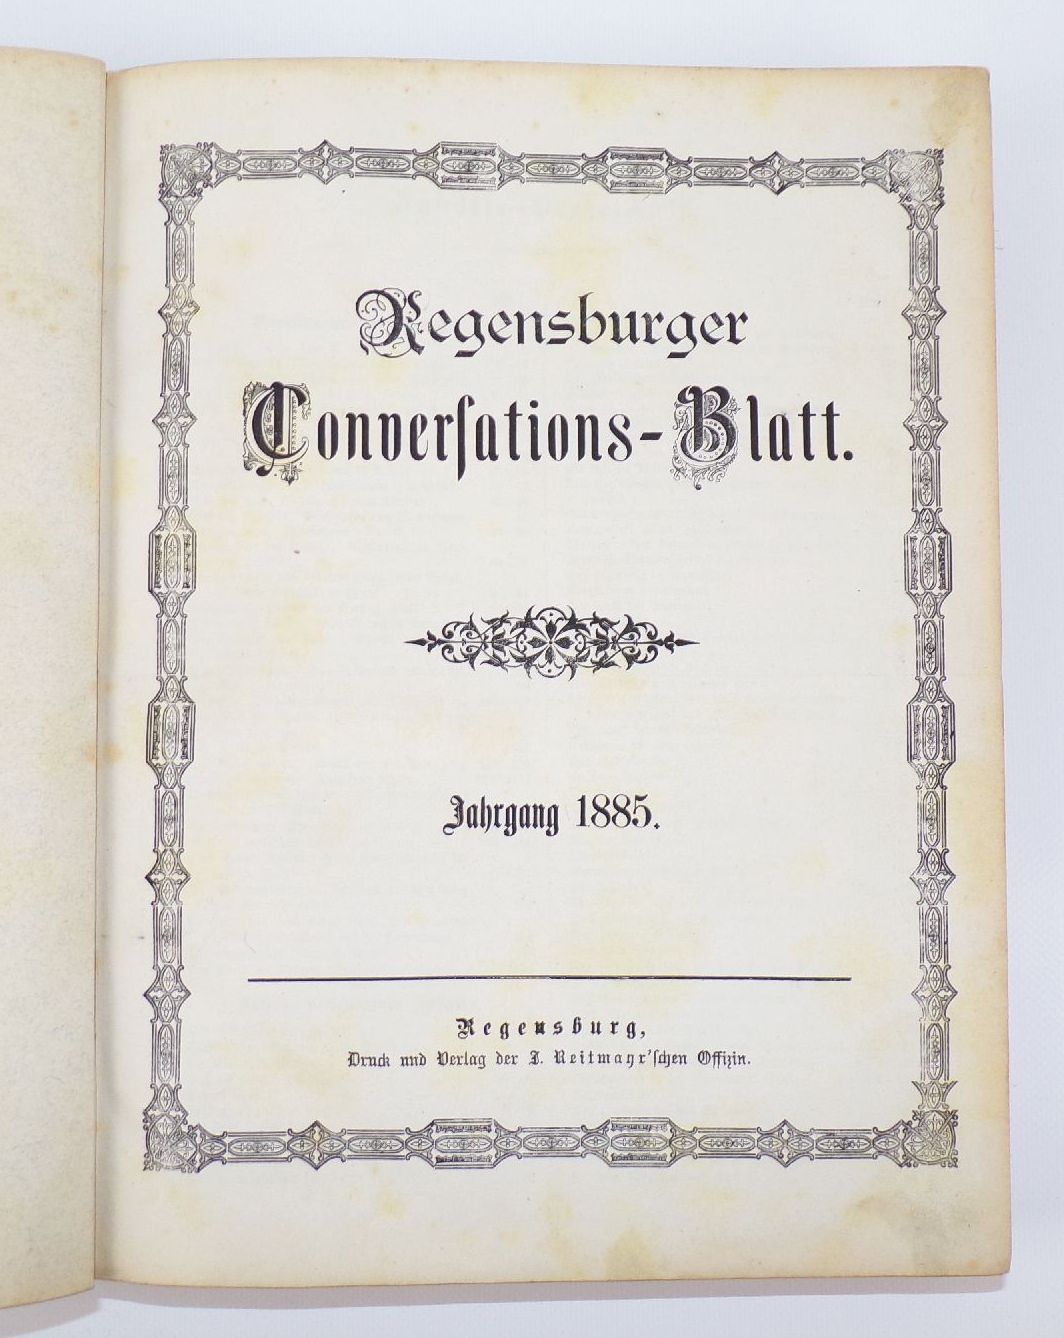 Regensburger
Converſations-Blatt.
Jahrgang 1885.
Regensburg,
Druck und Verlag der J. Reitmayr'ſchen Offizin.